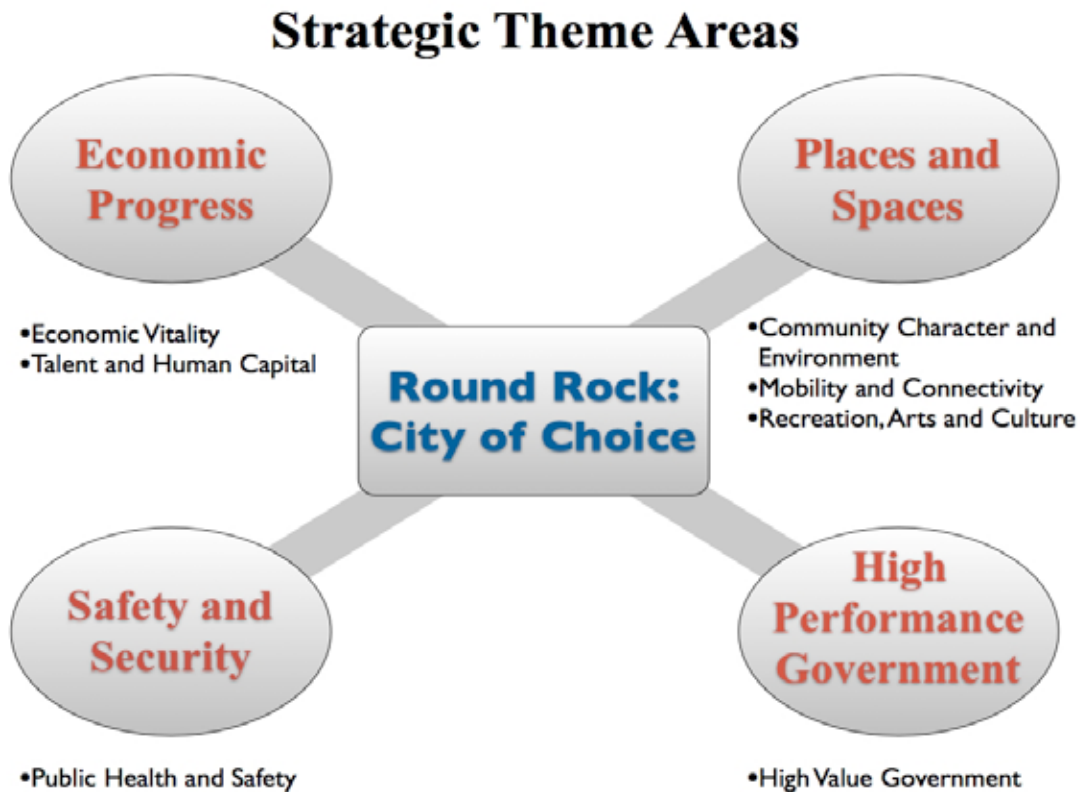 Strategic Theme Areas
Economic
Progress
•Economic Vitality
•Talent and Human Capital
Places and
Spaces
•Community Character and
Environment
•Mobility and Connectivity
•Recreation, Arts and Culture
Round Rock:
City of Choice
Safety and
Security
•Public Health and Safety
High
Performance
Government
•High Value Government